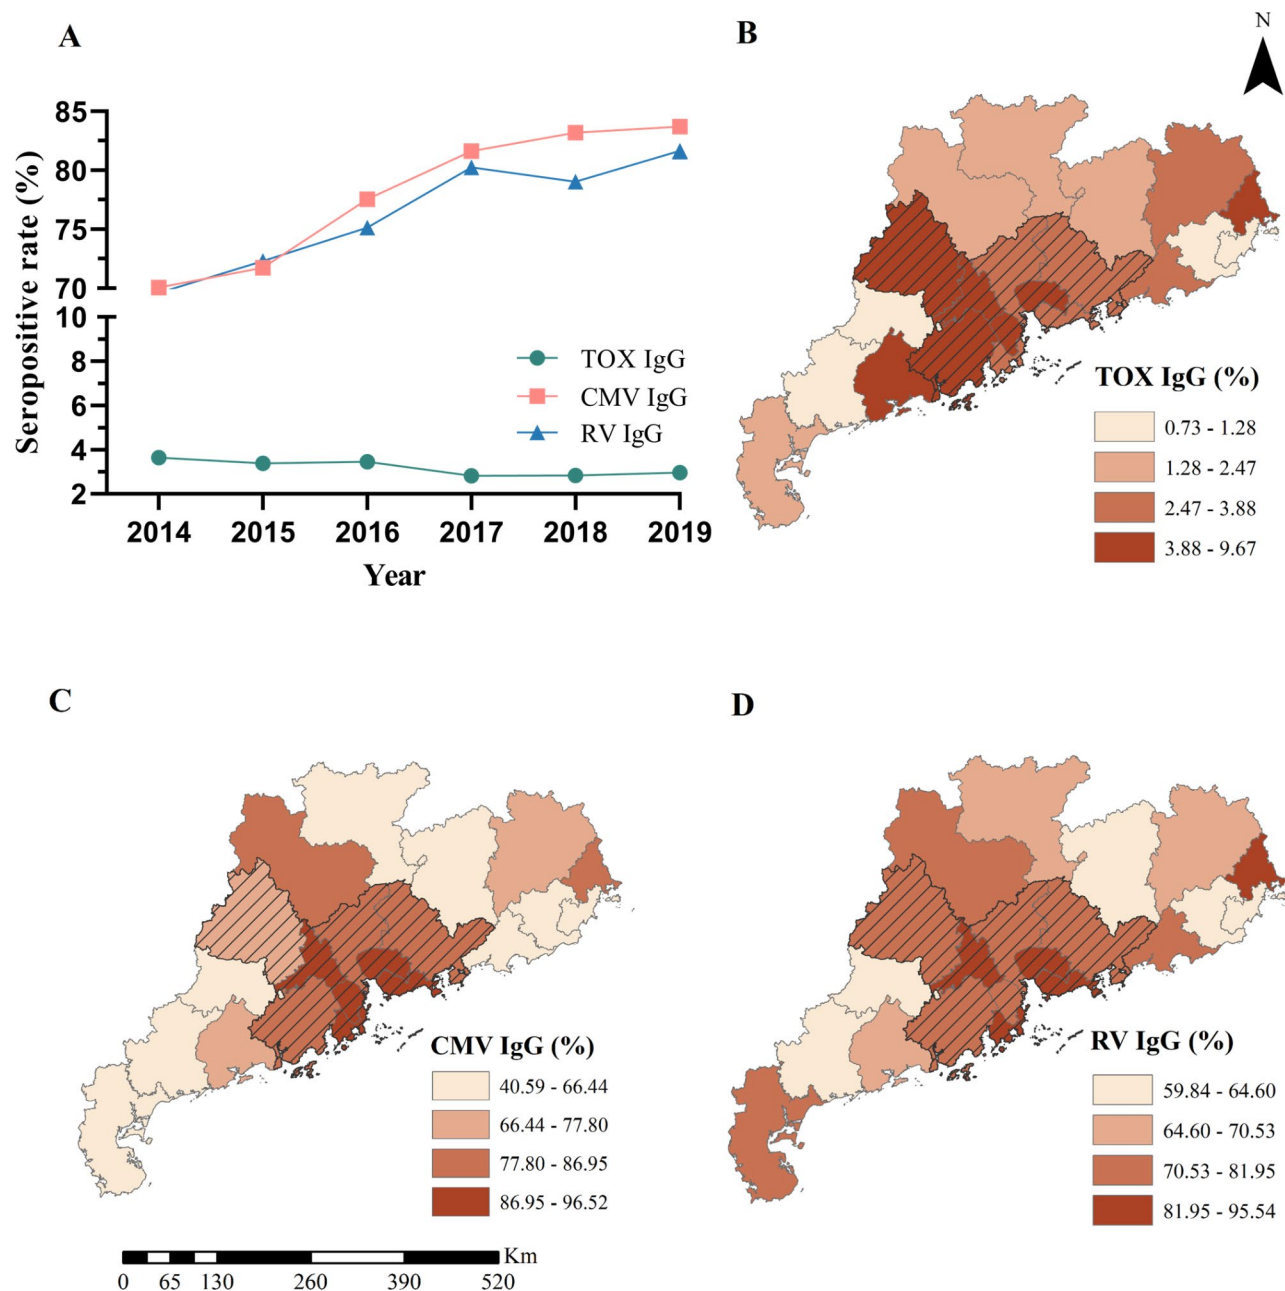 A
B
N
Seropositive rate (%)
85
80
75
70
10
8
6
4
2
TOX IgG
CMV IgG
RV IgG
2014 2015 2016 2017 2018 2019
Year
TOX IgG (%)
0.73 - 1.28
1.28 - 2.47
2.47 - 3.88
3.88 - 9.67
C
D
CMV IgG (%)
40.59 - 66.44
66.44 - 77.80
77.80 - 86.95
86.95 - 96.52
RV IgG (%)
59.84 - 64.60
64.60 - 70.53
70.53 - 81.95
81.95 - 95.54
Km
0 65 130 260 390 520